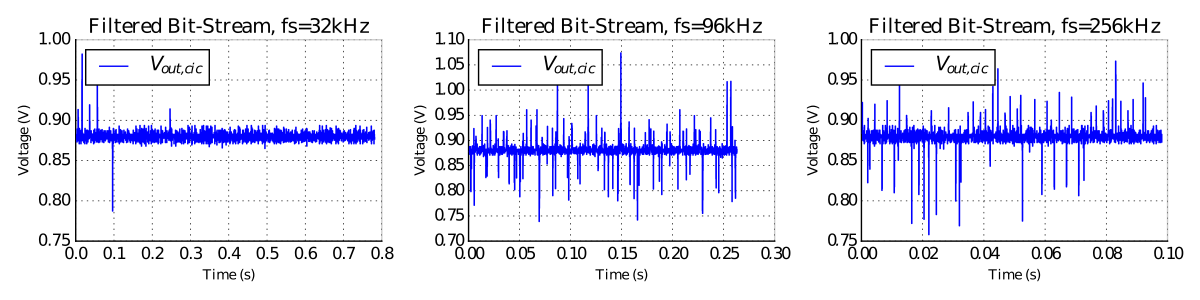 Filtered Bit-Stream, fs=32kHz
1.00
0.95
0.90
0.85
0.80
0.75
Voltage (V)
V_out,cic
0.0 0.1 0.2 0.3 0.4 0.5 0.6 0.7 0.8
Time (s)
Filtered Bit-Stream, fs=96kHz
1.10
1.05
1.00
0.95
0.90
0.85
0.80
0.75
0.70
Voltage (V)
V_out,cic
0.00 0.05 0.10 0.15 0.20 0.25 0.30
Time (s)
Filtered Bit-Stream, fs=256kHz
1.00
0.95
0.90
0.85
0.80
0.75
Voltage (V)
V_out,cic
0.00 0.02 0.04 0.06 0.08 0.10
Time (s)